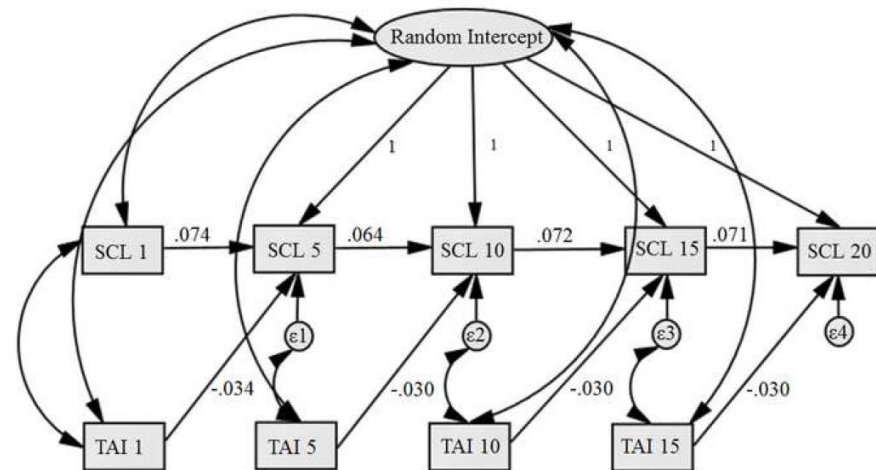 Random Intercept
1
1
1
1
SCL 1
.074
SCL 5
.064
SCL 10
.072
SCL 15
.071
SCL 20
ε1
ε2
ε3
ε4
-.034
-.030
-.030
-.030
TAI 1
TAI 5
TAI 10
TAI 15